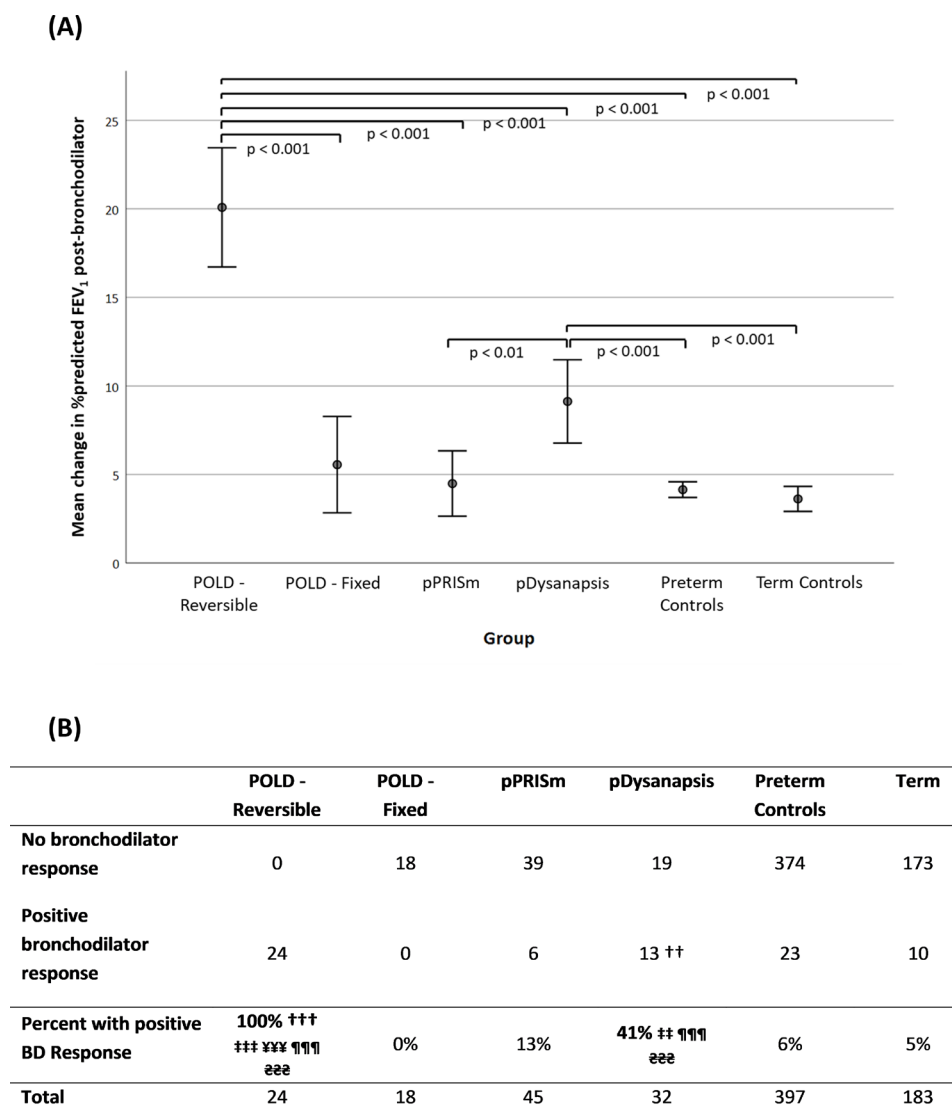 (A)
p < 0.001
p < 0.001
p < 0.001
p < 0.001
p < 0.001
25
20
15
10
5
0
Mean change in %predicted FEV₁ post-bronchodilator
p < 0.001
p < 0.01
p < 0.001
POLD -
Reversible
POLD - Fixed
pPRISm
pDysanapsis
Preterm
Controls
Term Controls
Group
(B)
POLD -
Reversible
POLD -
Fixed
pPRISm
pDysanapsis
Preterm
Controls
Term
No bronchodilator
response
0 18 39 19 374 173
Positive
bronchodilator
response
24 0 6 13 †† 23 10
Percent with positive
BD Response
100% †††
‡‡‡ ¥¥¥ ¶¶¶
₴₴₴
0%
13%
41% ‡‡ ¶¶¶
₴₴₴
6%
5%
Total 24 18 45 32 397 183